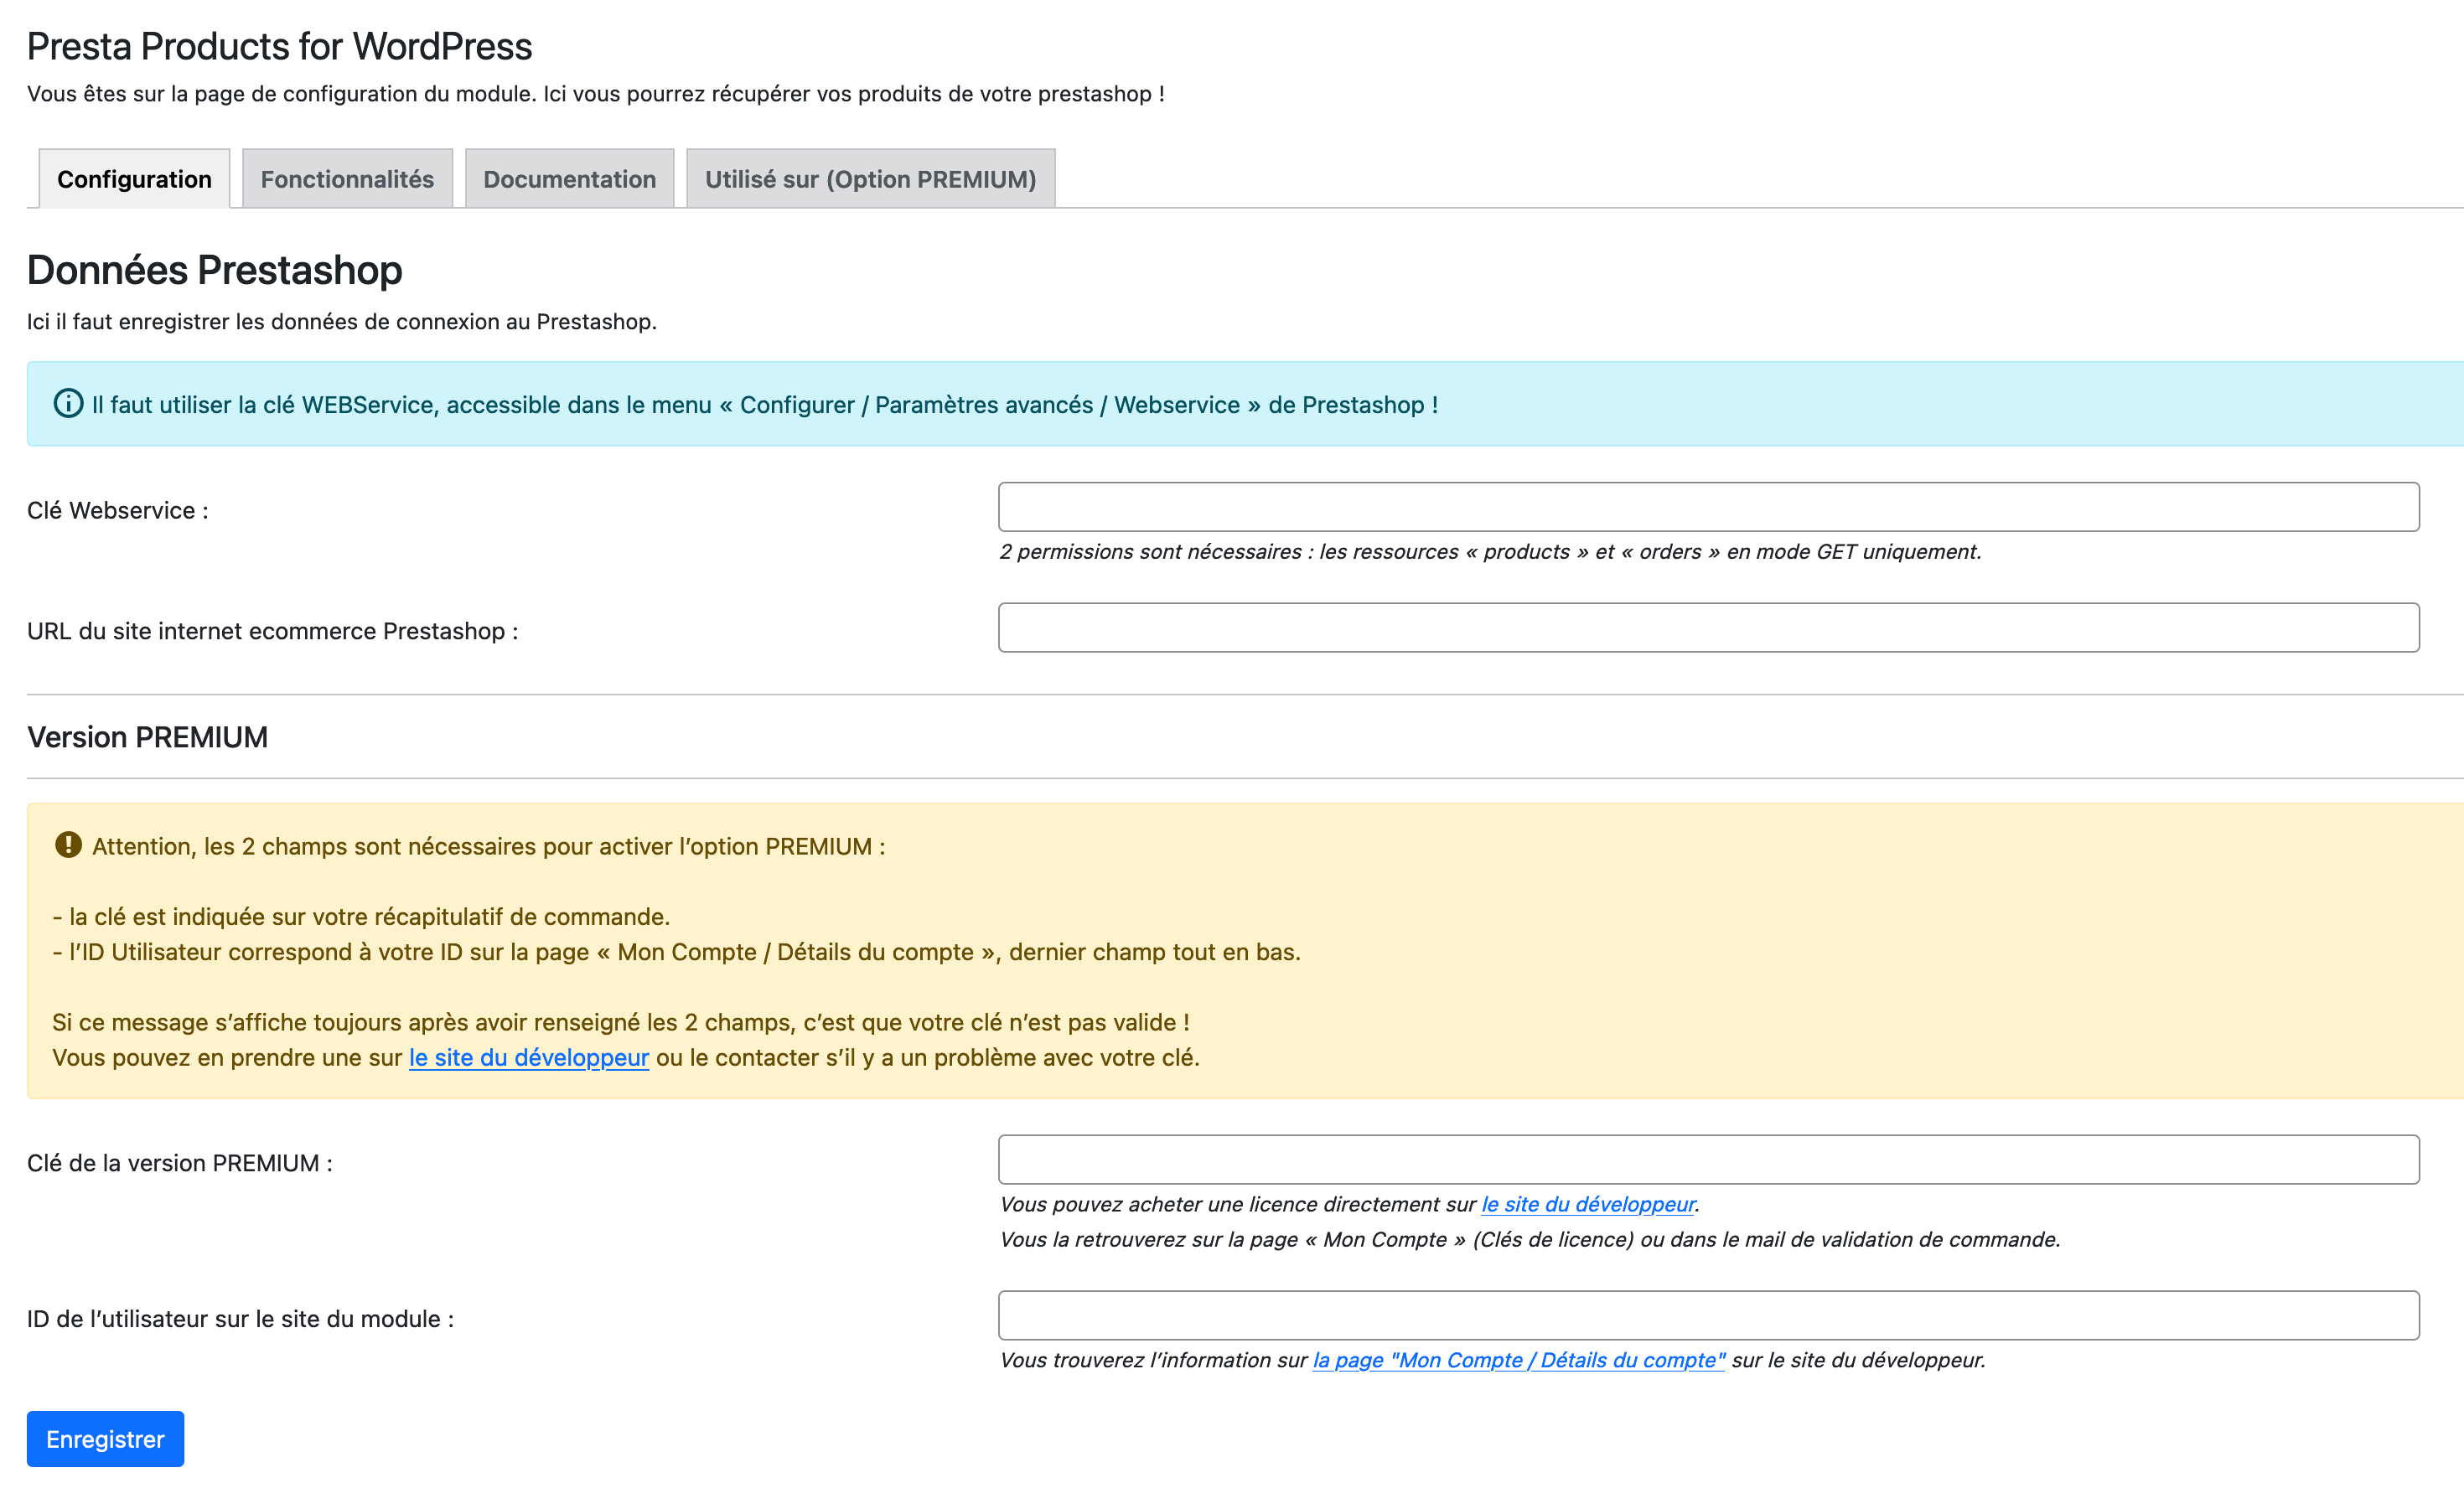 Presta Products for WordPress
Vous êtes sur la page de configuration du module. Ici vous pourrez récupérer vos produits de votre prestashop !
Configuration
Fonctionnalités
Documentation
Utilisé sur (Option PREMIUM)
Données Prestashop
Ici il faut enregistrer les données de connexion au Prestashop.
Il faut utiliser la clé WEBService, accessible dans le menu « Configurer / Paramètres avancés / Webservice » de Prestashop !
Clé Webservice :
2 permissions sont nécessaires : les ressources « products » et « orders » en mode GET uniquement.
URL du site internet ecommerce Prestashop :
Version PREMIUM
Attention, les 2 champs sont nécessaires pour activer l’option PREMIUM :
- la clé est indiquée sur votre récapitulatif de commande.
- l’ID Utilisateur correspond à votre ID sur la page « Mon Compte / Détails du compte », dernier champ tout en bas.
Si ce message s’affiche toujours après avoir renseigné les 2 champs, c’est que votre clé n’est pas valide !
Vous pouvez en prendre une sur le site du développeur ou le contacter s’il y a un problème avec votre clé.
Clé de la version PREMIUM :
Vous pouvez acheter une licence directement sur le site du développeur.
Vous la retrouverez sur la page « Mon Compte » (Clés de licence) ou dans le mail de validation de commande.
ID de l’utilisateur sur le site du module :
Vous trouverez l’information sur la page "Mon Compte / Détails du compte" sur le site du développeur.
Enregistrer